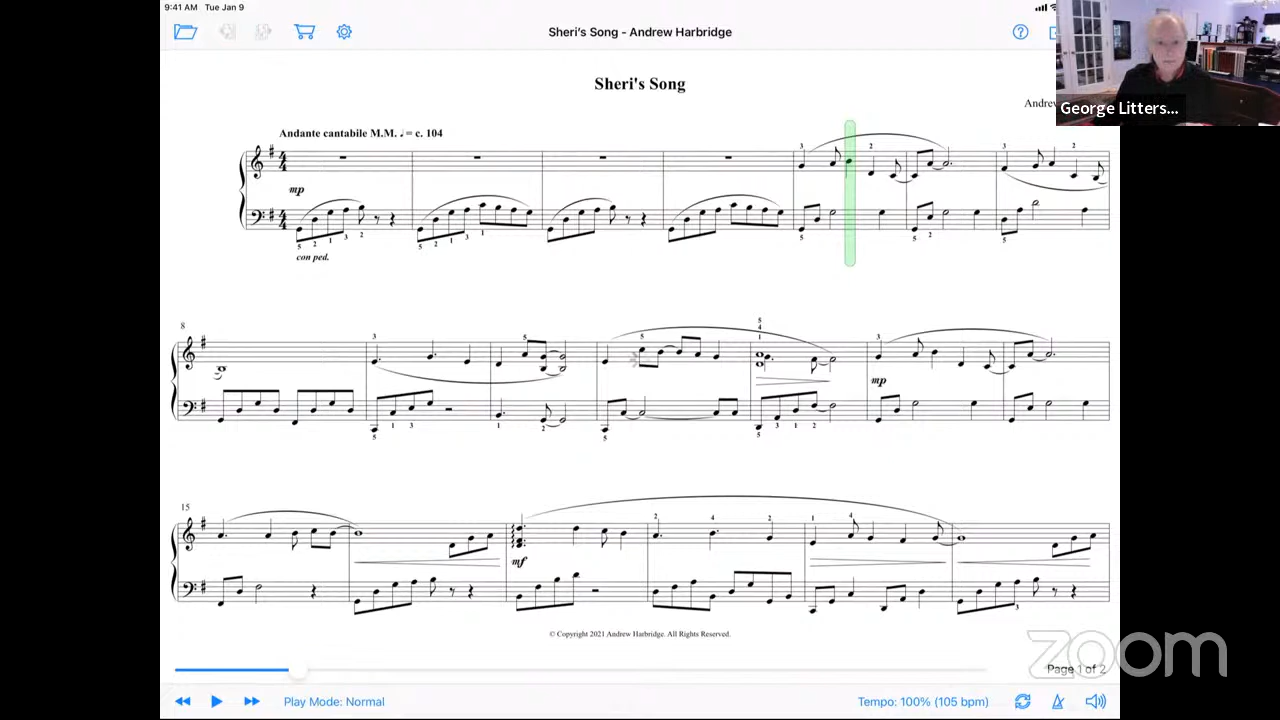 9:41 AM Tue Jan 9
Sheri's Song - Andrew Harbridge
George Litters...
Sheri's Song
Andrew
Andante cantabile M.M. ♩ = c. 104
mp
con ped.
8
mp
15
mf
© Copyright 2021 Andrew Harbridge. All Rights Reserved.
zoom
Page 1 of 2
Play Mode: Normal
Tempo: 100% (105 bpm)